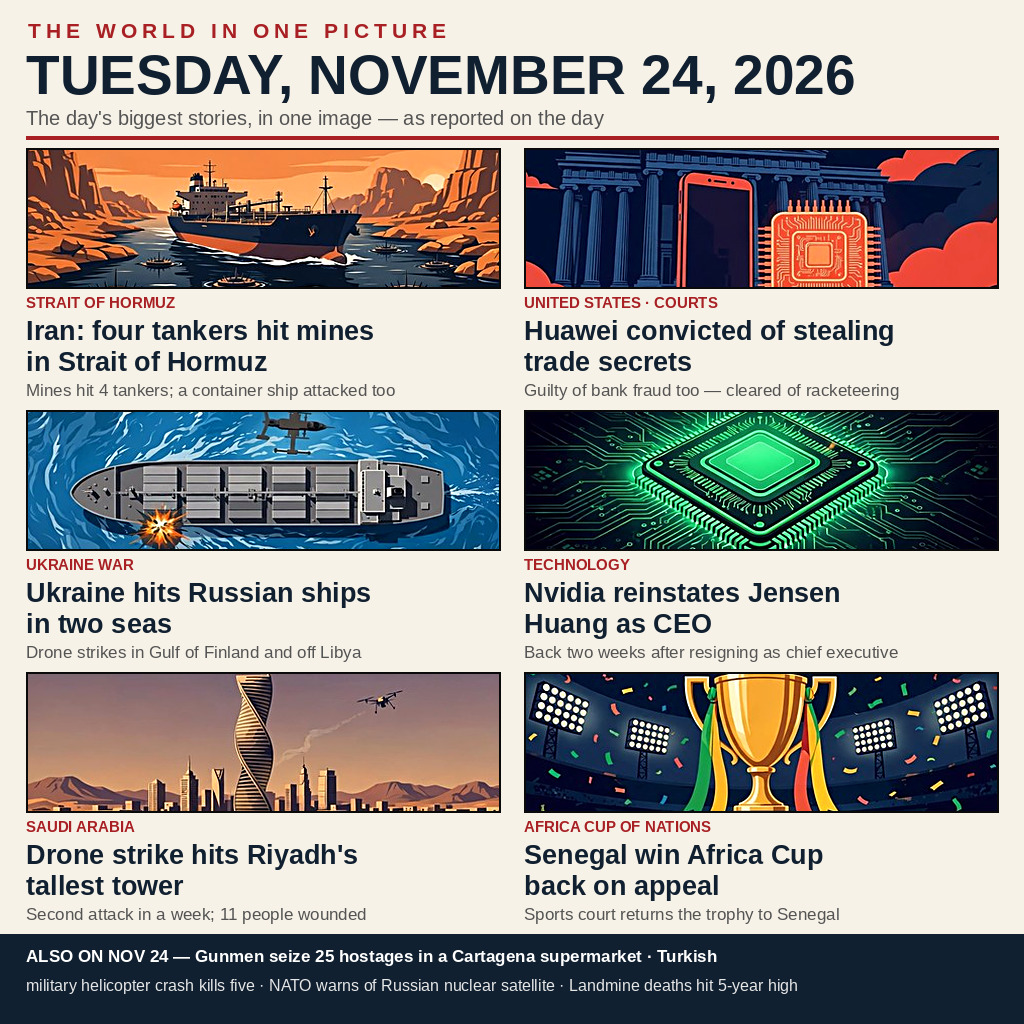 THE WORLD IN ONE PICTURE
TUESDAY, NOVEMBER 24, 2026
The day's biggest stories, in one image — as reported on the day
STRAIT OF HORMUZ
Iran: four tankers hit mines
in Strait of Hormuz
Mines hit 4 tankers; a container ship attacked too
UNITED STATES · COURTS
Huawei convicted of stealing
trade secrets
Guilty of bank fraud too — cleared of racketeering
UKRAINE WAR
Ukraine hits Russian ships
in two seas
Drone strikes in Gulf of Finland and off Libya
TECHNOLOGY
Nvidia reinstates Jensen
Huang as CEO
Back two weeks after resigning as chief executive
SAUDI ARABIA
Drone strike hits Riyadh's
tallest tower
Second attack in a week; 11 people wounded
AFRICA CUP OF NATIONS
Senegal win Africa Cup
back on appeal
Sports court returns the trophy to Senegal
ALSO ON NOV 24 — Gunmen seize 25 hostages in a Cartagena supermarket · Turkish
military helicopter crash kills five · NATO warns of Russian nuclear satellite · Landmine deaths hit 5-year high